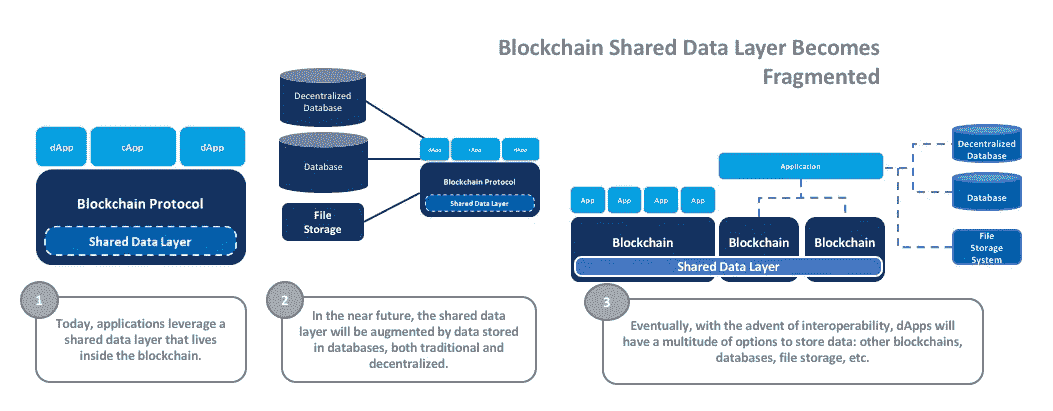 Blockchain Shared Data Layer Becomes
Fragmented
dApp
cApp
dApp
Blockchain Protocol
Shared Data Layer
1
Today, applications leverage a
shared data layer that lives
inside the blockchain.
Decentralized
Database
Database
File
Storage
dApp
dApp
Blockchain Protocol
Shared Data Layer
2
In the near future, the shared data
layer will be augmented by data stored
in databases, both traditional and
decentralized.
App
App
App
App
Application
Blockchain
Blockchain
Blockchain
Shared Data Layer
Decentralized
Database
Database
File
Storage
System
3
Eventually, with the advent of interoperability, dApps will
have a multitude of options to store data: other blockchains,
databases, file storage, etc.